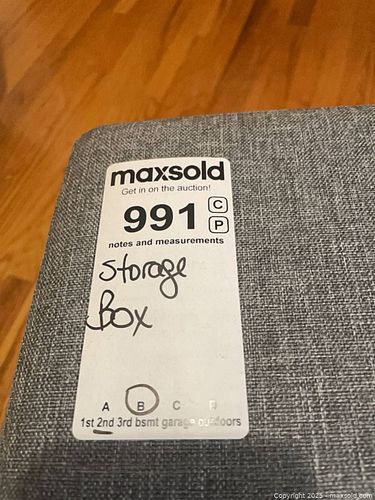 maxsold
Get in on the auction!
991 C
P
notes and measurements
Storage
Box
A B C D
1st 2nd 3rd bsmt garage outdoors
Copyright 2025 - maxsold.com